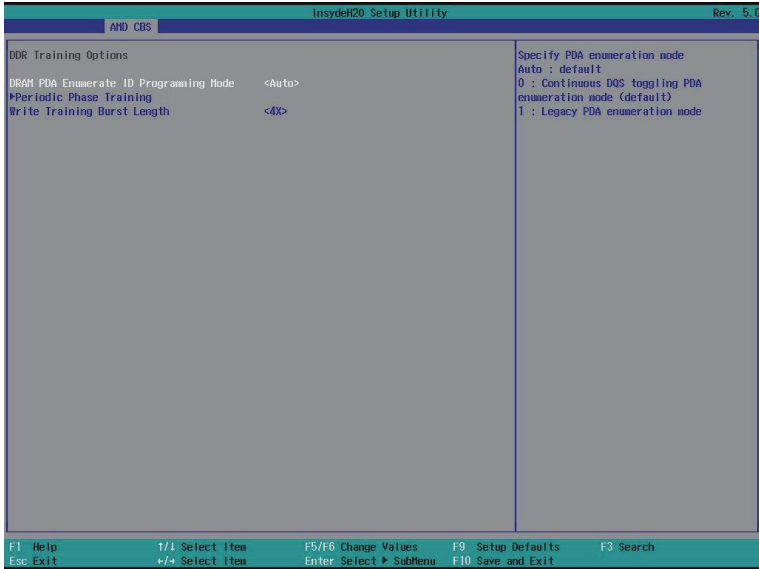 InsydeH20 Setup Utility Rev. 5.0
AMD CBS
DDR Training Options
DRAM PDA Enumerate ID Programming Mode <Auto>
▶Periodic Phase Training
Write Training Burst Length <4X>
Specify PDA enumeration mode
Auto : default
0 : Continuous DQS toggling PDA
enumeration mode (default)
1 : Legacy PDA enumeration mode
F1 Help ↑/↓ Select Item F5/F6 Change Values F9 Setup Defaults F3 Search
Esc Exit ←/→ Select Item Enter Select ▶ SubMenu F10 Save and Exit